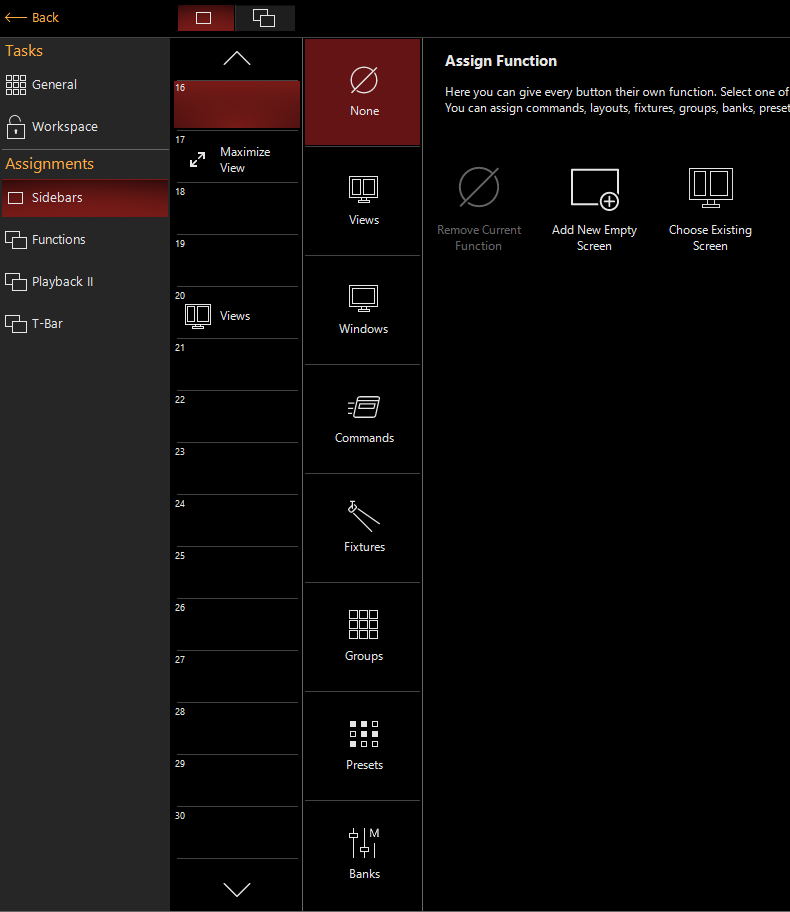 Back
Tasks
General
Workspace
Assignments
Sidebars
Functions
Playback II
T-Bar
16
17
Maximize
View
18
19
20
Views
21
22
23
24
25
26
27
28
29
30
None
Views
Windows
Commands
Fixtures
Groups
Presets
M
Banks
Assign Function
Here you can give every button their own function. Select one of
You can assign commands, layouts, fixtures, groups, banks, preset
Remove Current
Function
Add New Empty
Screen
Choose Existing
Screen